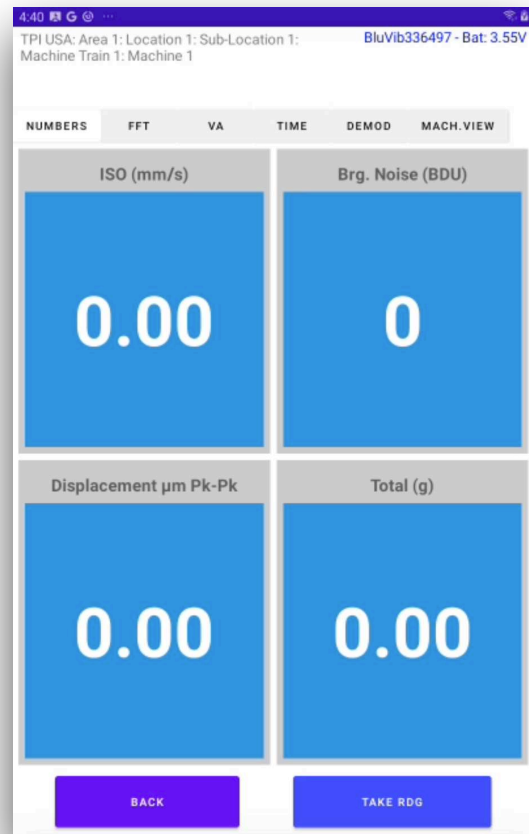 4:40 G ···
TPI USA: Area 1: Location 1: Sub-Location 1:
Machine Train 1: Machine 1
BluVib336497 - Bat: 3.55V
NUMBERS FFT VA TIME DEMOD MACH.VIEW
ISO (mm/s) Brg. Noise (BDU)
0.00 0
Displacement µm Pk-Pk Total (g)
0.00 0.00
BACK TAKE RDG